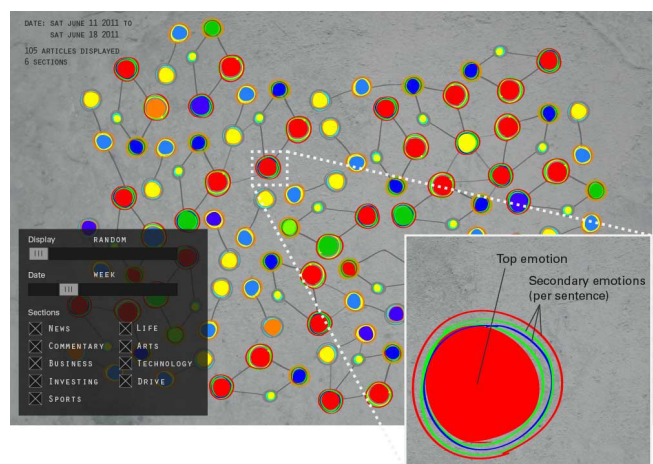 DATE: SAT JUNE 11 2011 TO
SAT JUNE 18 2011
105 ARTICLES DISPLAYED
6 SECTIONS
Display RANDOM
Date WEEK
Sections
NEWS LIFE
COMMENTARY ARTS
BUSINESS TECHNOLOGY
INVESTING DRIVE
SPORTS
Top emotion
Secondary emotions
(per sentence)